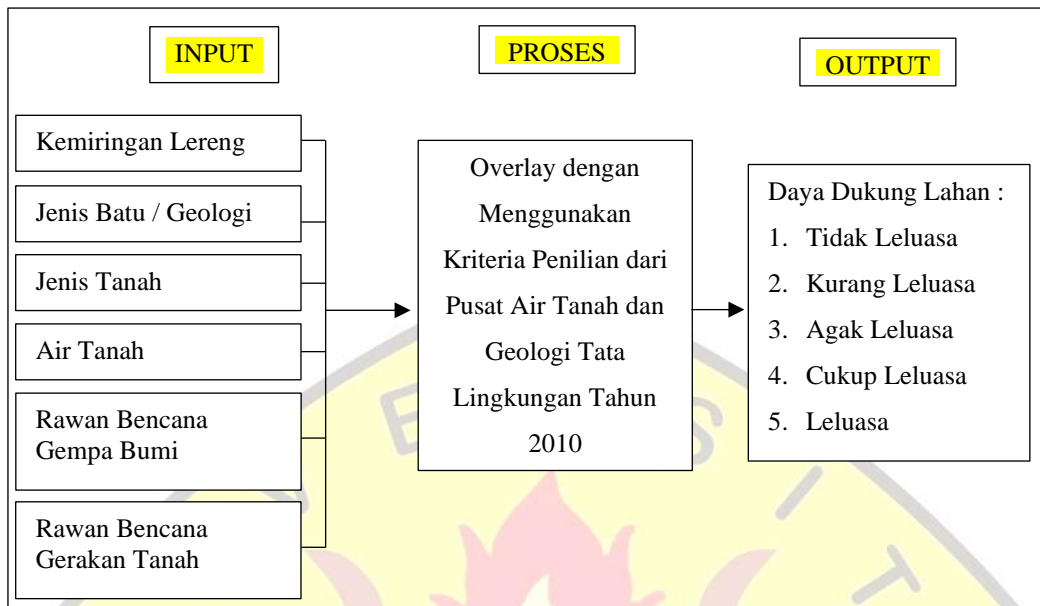 INPUT
PROSES
OUTPUT
Kemiringan Lereng
Jenis Batu / Geologi
Jenis Tanah
Air Tanah
Rawan Bencana
Gempa Bumi
Rawan Bencana
Gerakan Tanah
Overlay dengan
Menggunakan
Kriteria Penilian dari
Pusat Air Tanah dan
Geologi Tata
Lingkungan Tahun
2010
Daya Dukung Lahan :
1. Tidak Leluasa
2. Kurang Leluasa
3. Agak Leluasa
4. Cukup Leluasa
5. Leluasa
E S I T